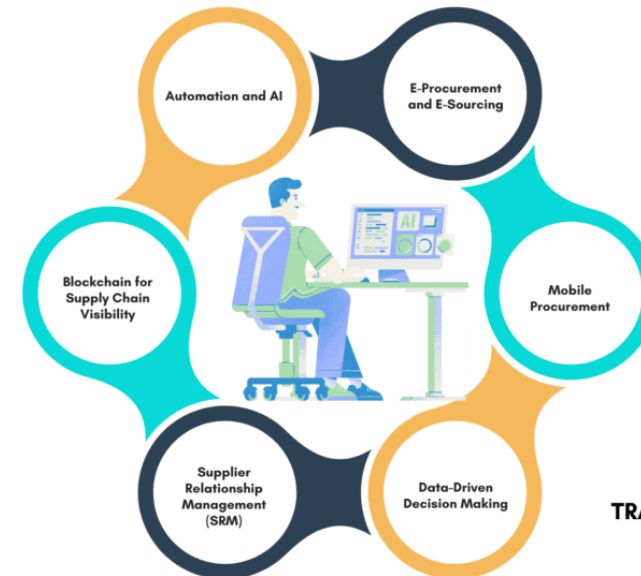 Automation and AI
E-Procurement
and E-Sourcing
AI
Blockchain for
Supply Chain
Visibility
Mobile
Procurement
Supplier
Relationship
Management
(SRM)
Data-Driven
Decision Making